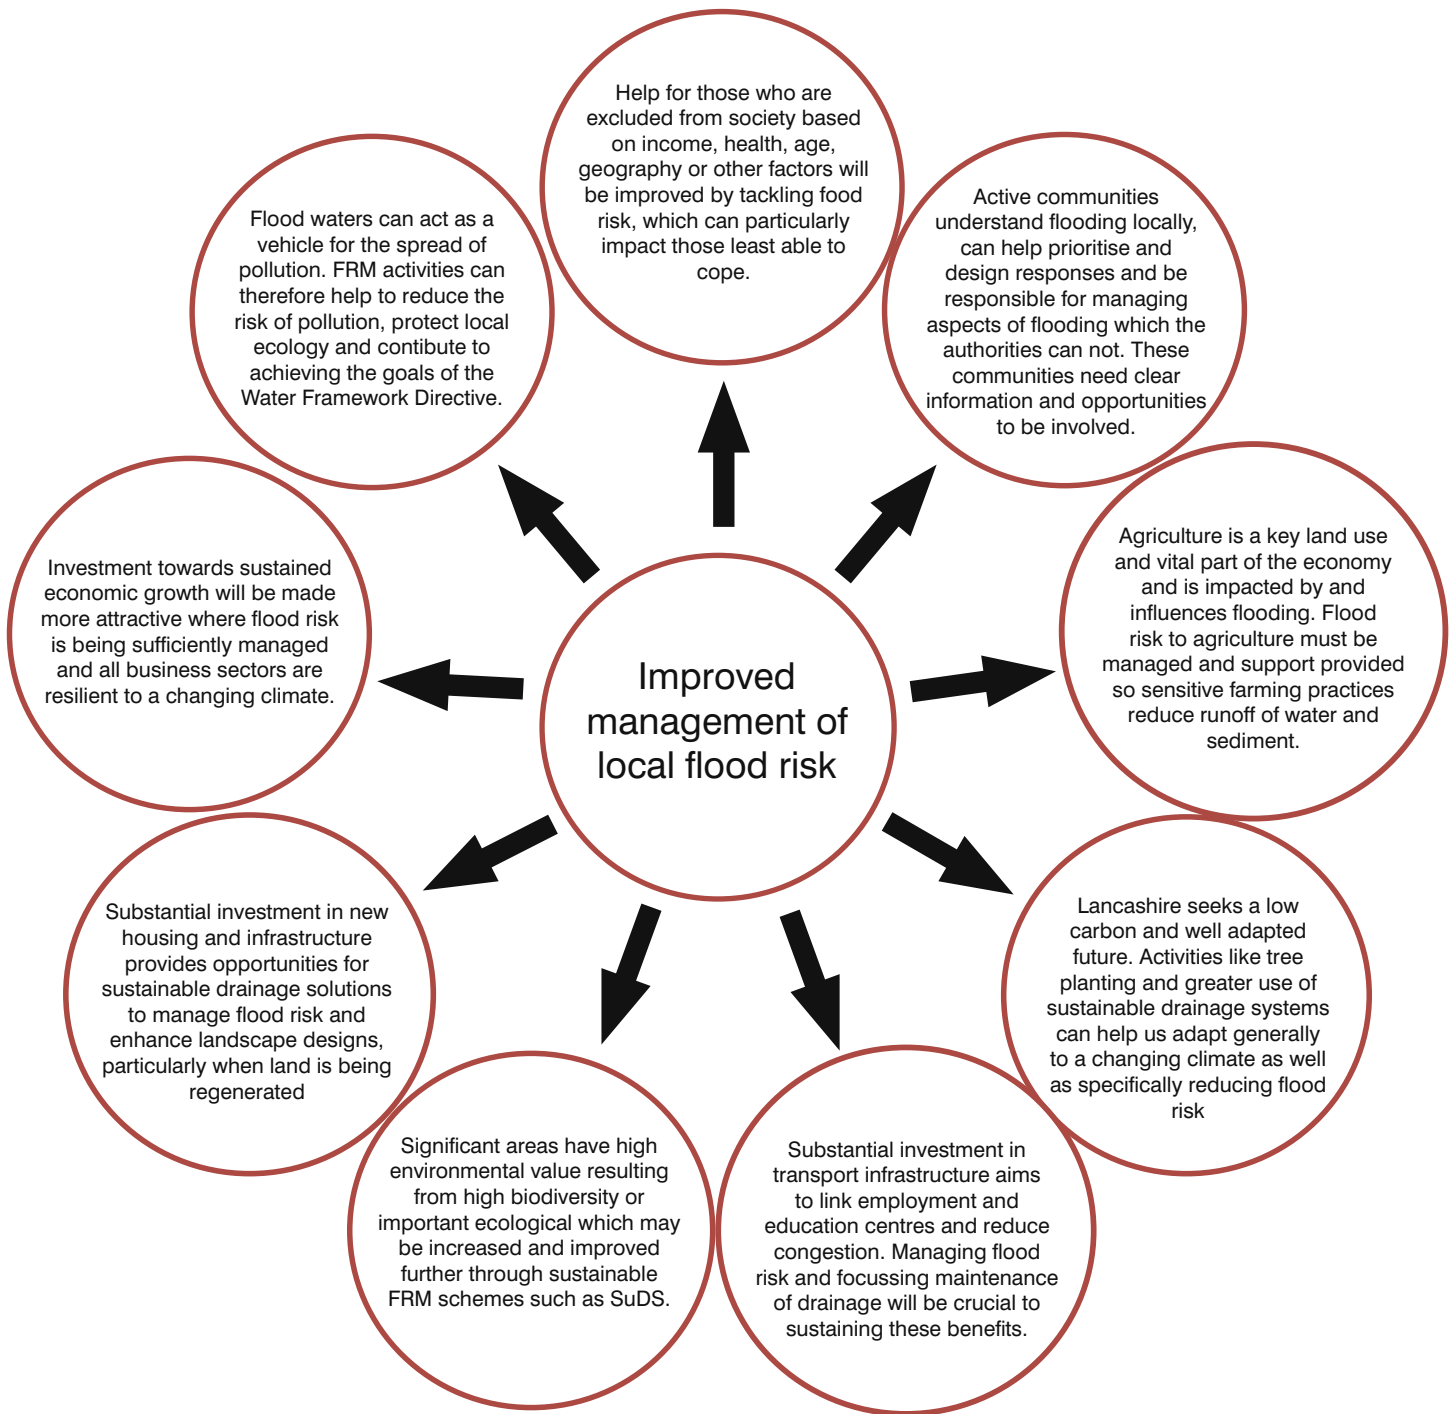 Help for those who are
excluded from society based
on income, health, age,
geography or other factors will
be improved by tackling food
risk, which can particularly
impact those least able to
cope.
Active communities
understand flooding locally,
can help prioritise and
design responses and be
responsible for managing
aspects of flooding which the
authorities can not. These
communities need clear
information and opportunities
to be involved.
Agriculture is a key land use
and vital part of the economy
and is impacted by and
influences flooding. Flood
risk to agriculture must be
managed and support provided
so sensitive farming practices
reduce runoff of water and
sediment.
Lancashire seeks a low
carbon and well adapted
future. Activities like tree
planting and greater use of
sustainable drainage systems
can help us adapt generally
to a changing climate as well
as specifically reducing flood
risk
Substantial investment in
transport infrastructure aims
to link employment and
education centres and reduce
congestion. Managing flood
risk and focussing maintenance
of drainage will be crucial to
sustaining these benefits.
Significant areas have high
environmental value resulting
from high biodiversity or
important ecological which may
be increased and improved
further through sustainable
FRM schemes such as SuDS.
Substantial investment in new
housing and infrastructure
provides opportunities for
sustainable drainage solutions
to manage flood risk and
enhance landscape designs,
particularly when land is being
regenerated
Investment towards sustained
economic growth will be made
more attractive where flood risk
is being sufficiently managed
and all business sectors are
resilient to a changing climate.
Flood waters can act as a
vehicle for the spread of
pollution. FRM activities can
therefore help to reduce the
risk of pollution, protect local
ecology and contibute to
achieving the goals of the
Water Framework Directive.
Improved
management of
local flood risk